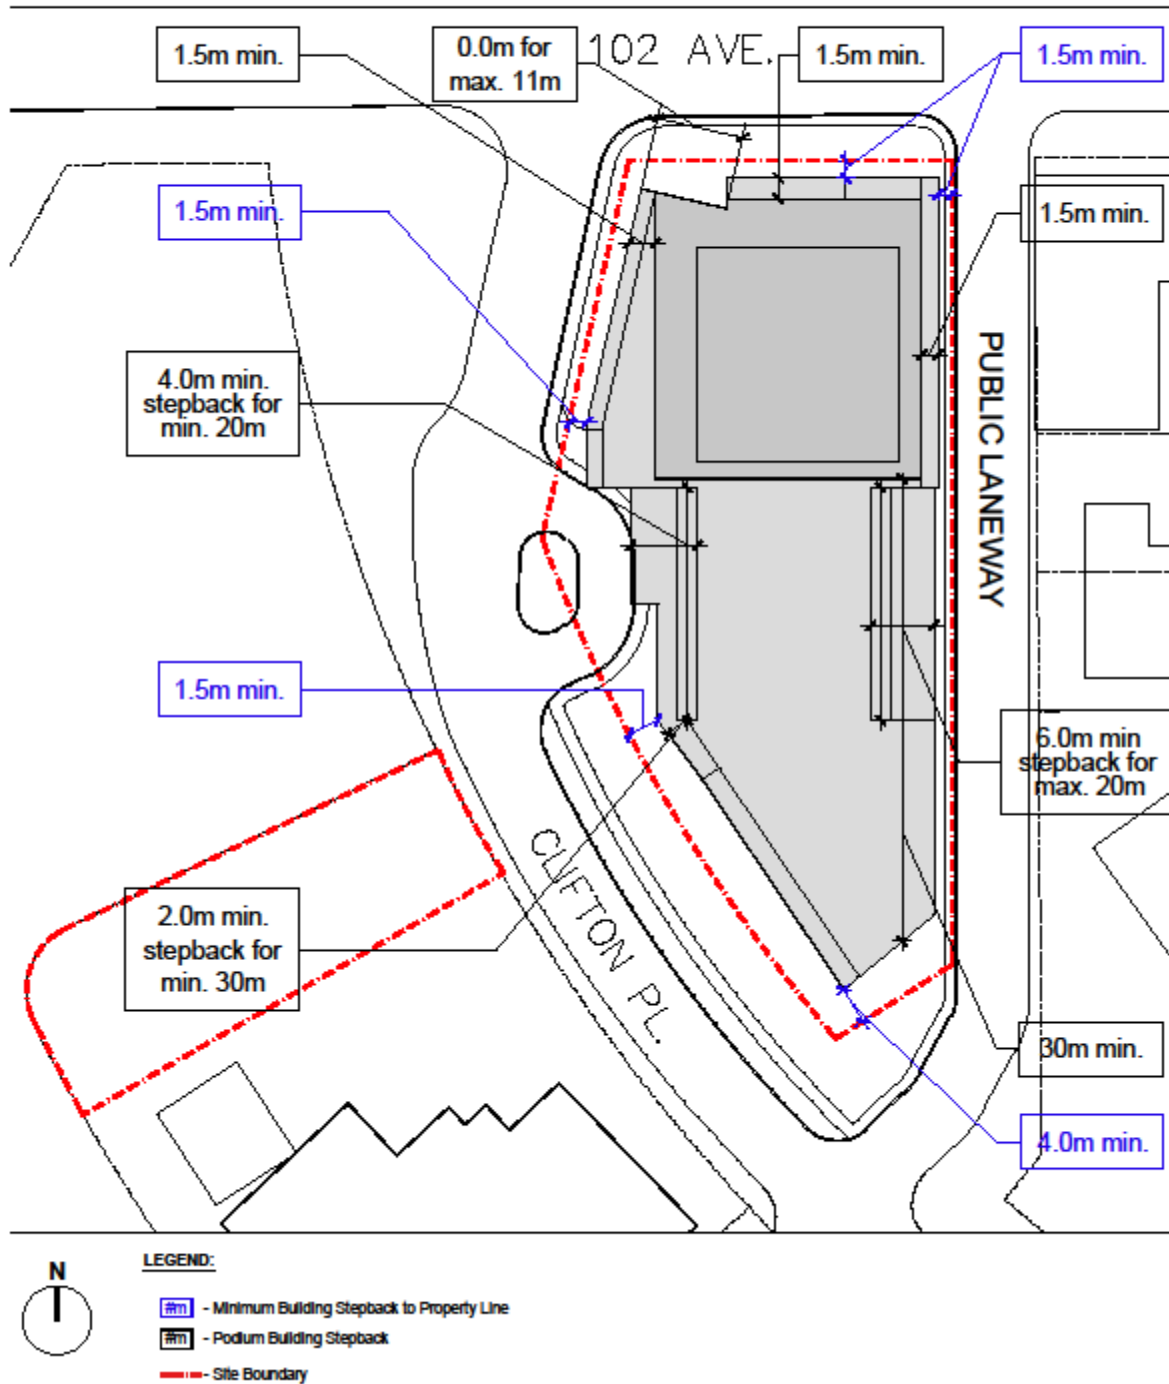 1.5m min.
0.0m for
max. 11m
102 AVE.
1.5m min.
1.5m min.
1.5m min.
1.5m min.
4.0m min.
stepback for
min. 20m
PUBLIC LANEWAY
1.5m min.
6.0m min
stepback for
max. 20m
CLIFTON PL.
2.0m min.
stepback for
min. 30m
30m min.
4.0m min.
N
LEGEND:
#m - Minimum Building Stepback to Property Line
#m - Podium Building Stepback
- Site Boundary